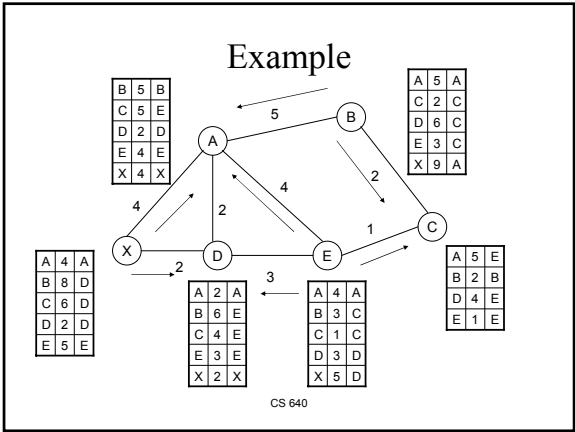 Example
B 5 B
C 5 E
D 2 D
E 4 E
X 4 X
A 5 A
C 2 C
D 6 C
E 3 C
X 9 A
5
B
A
4
2
4
2
1
C
X
D
E
2
3
A 4 A
B 8 D
C 6 D
D 2 D
E 5 E
A 2 A
B 6 E
C 4 E
E 3 E
X 2 X
A 4 A
B 3 C
C 1 C
D 3 D
X 5 D
A 5 E
B 2 B
D 4 E
E 1 E
CS 640